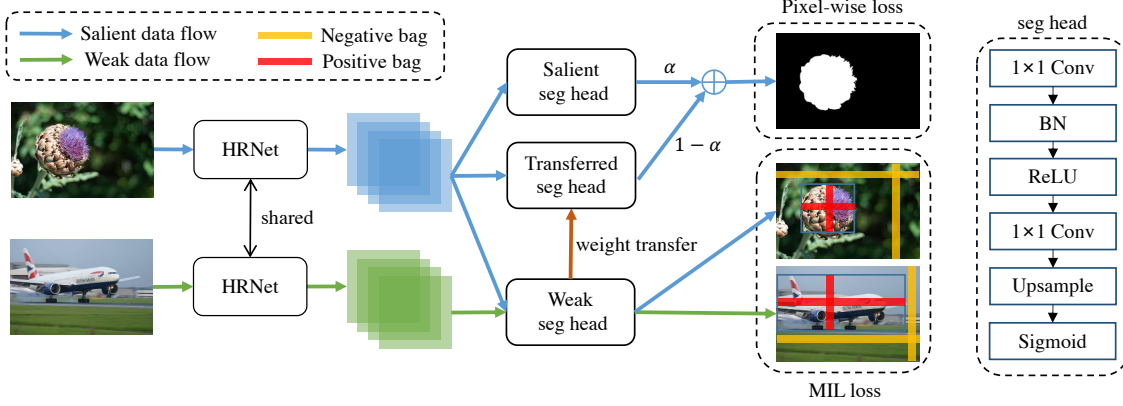 Salient data flow
Negative bag
Weak data flow
Positive bag
Pixel-wise loss
seg head
HRNet
shared
HRNet
Salient
seg head
α
Transferred
seg head
1 − α
weight transfer
Weak
seg head
MIL loss
1×1 Conv
BN
ReLU
1×1 Conv
Upsample
Sigmoid